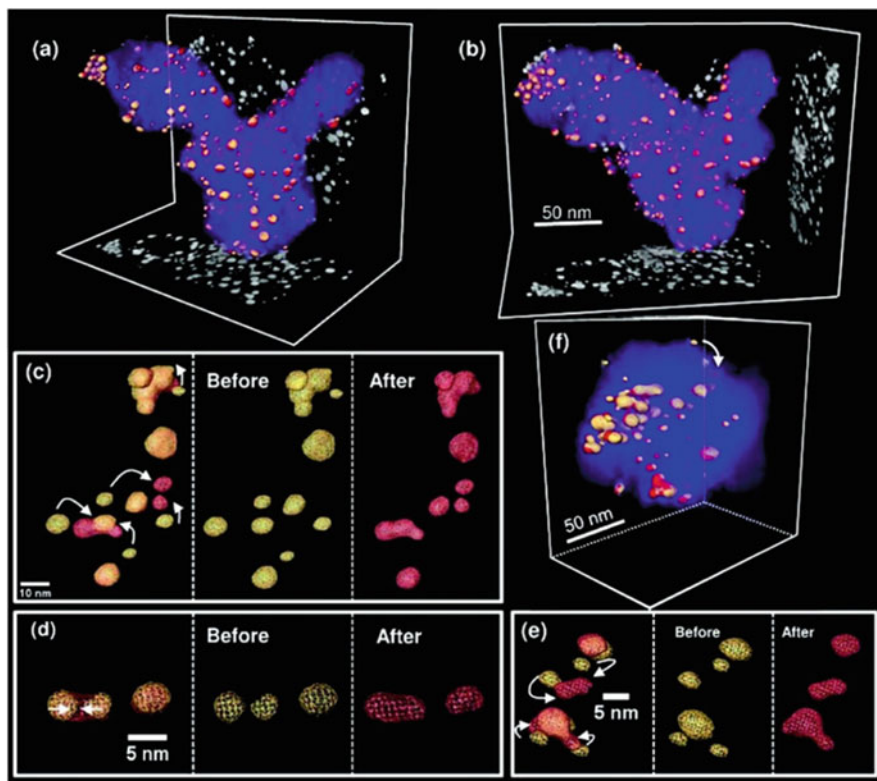 (a)
(b)
50 nm
(c)
Before
After
10 nm
(f)
50 nm
(d)
Before
After
5 nm
(e)
Before
After
5 nm